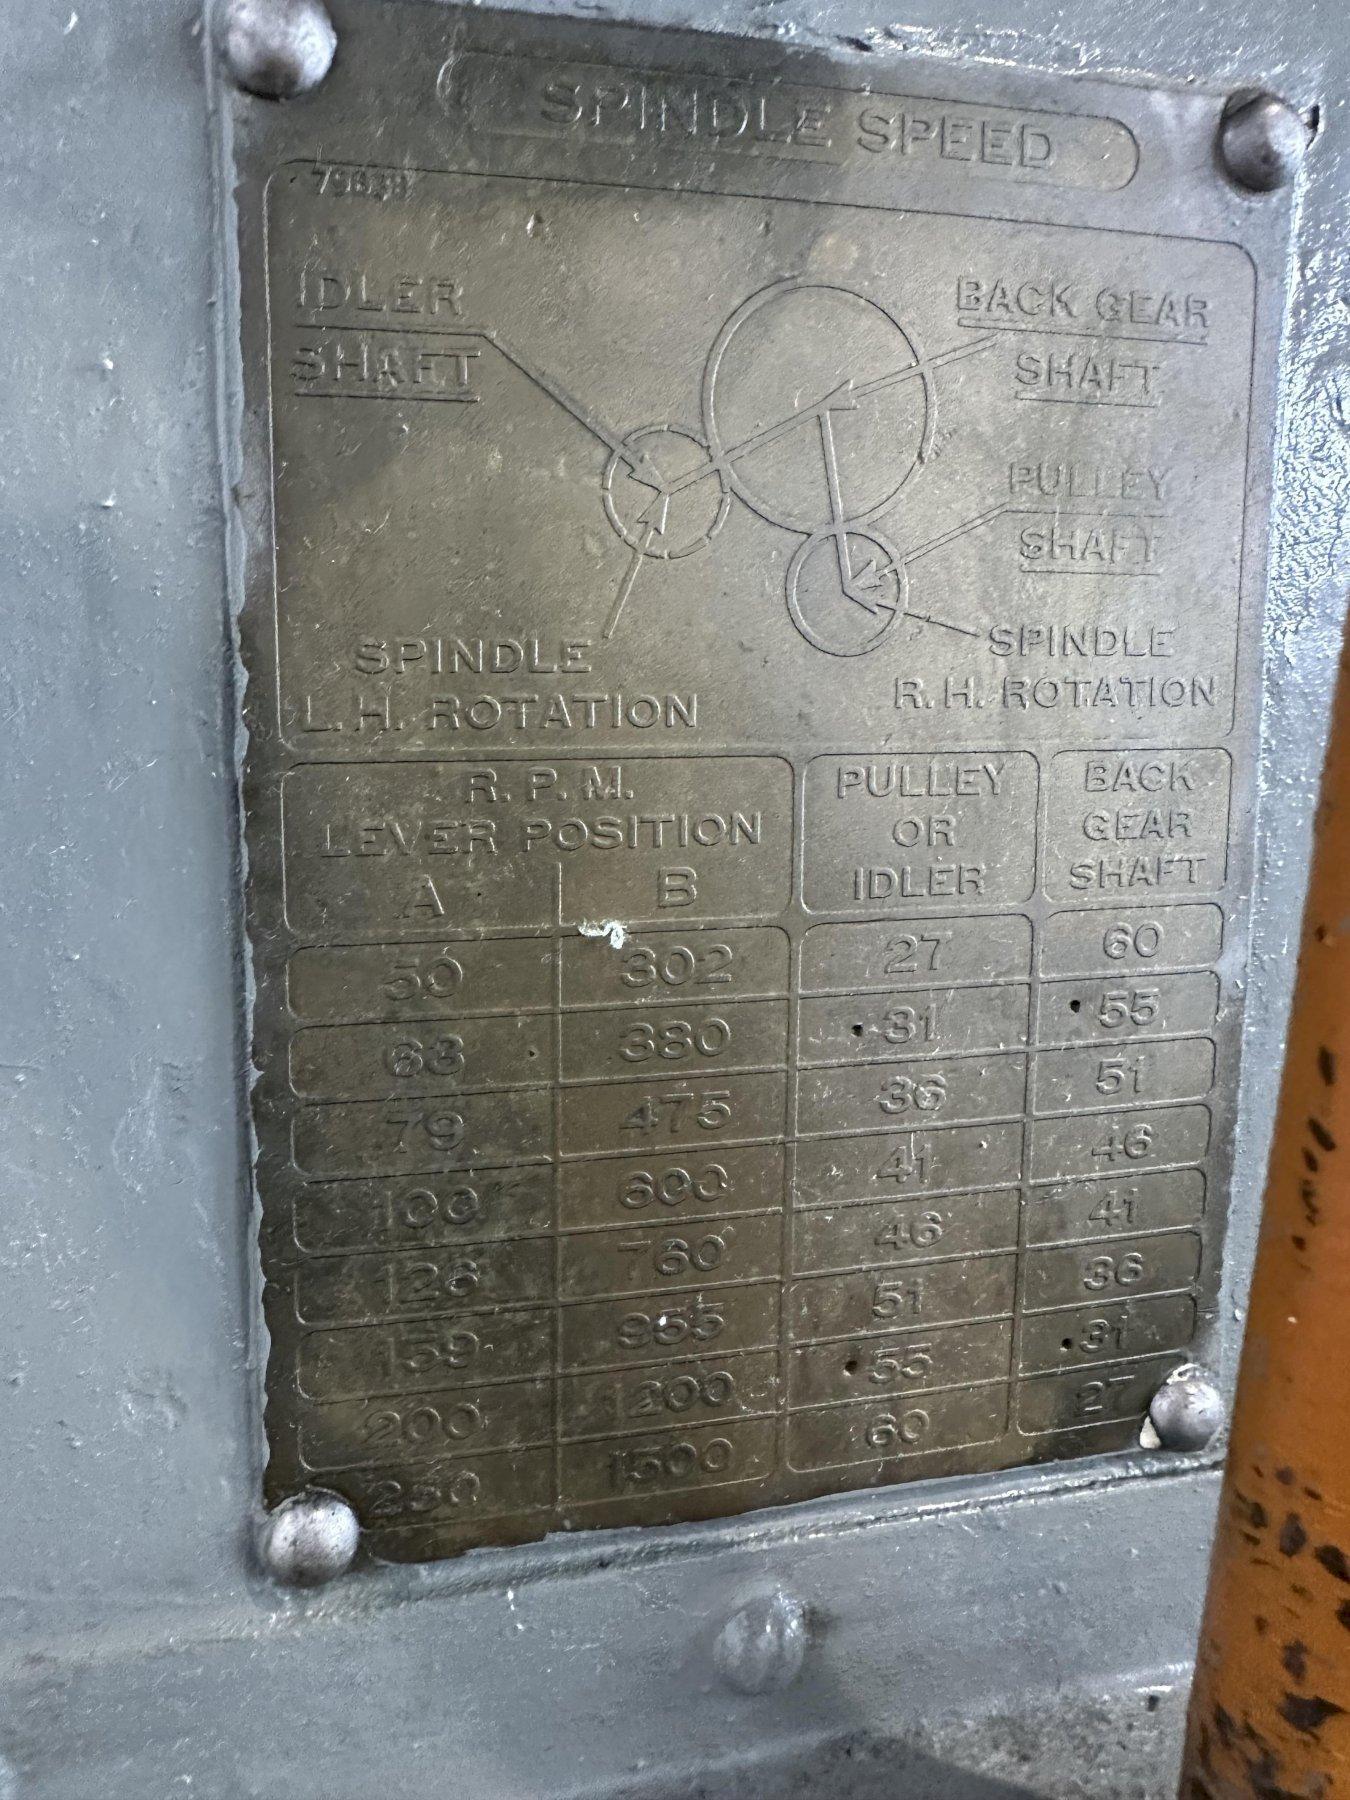 SPINDLE SPEED
IDLER
SHAFT
BACK GEAR
SHAFT
PULLEY
SHAFT
SPINDLE
L.H. ROTATION
SPINDLE
R.H. ROTATION
R.P.M.
LEVER POSITION
A B
PULLEY
OR
IDLER
BACK
GEAR
SHAFT
50 302 27 60
63 380 •31 •55
79 475 36 51
100 600 41 46
126 760 46 41
159 955 51 36
200 1200 •55 •31
250 1500 60 27